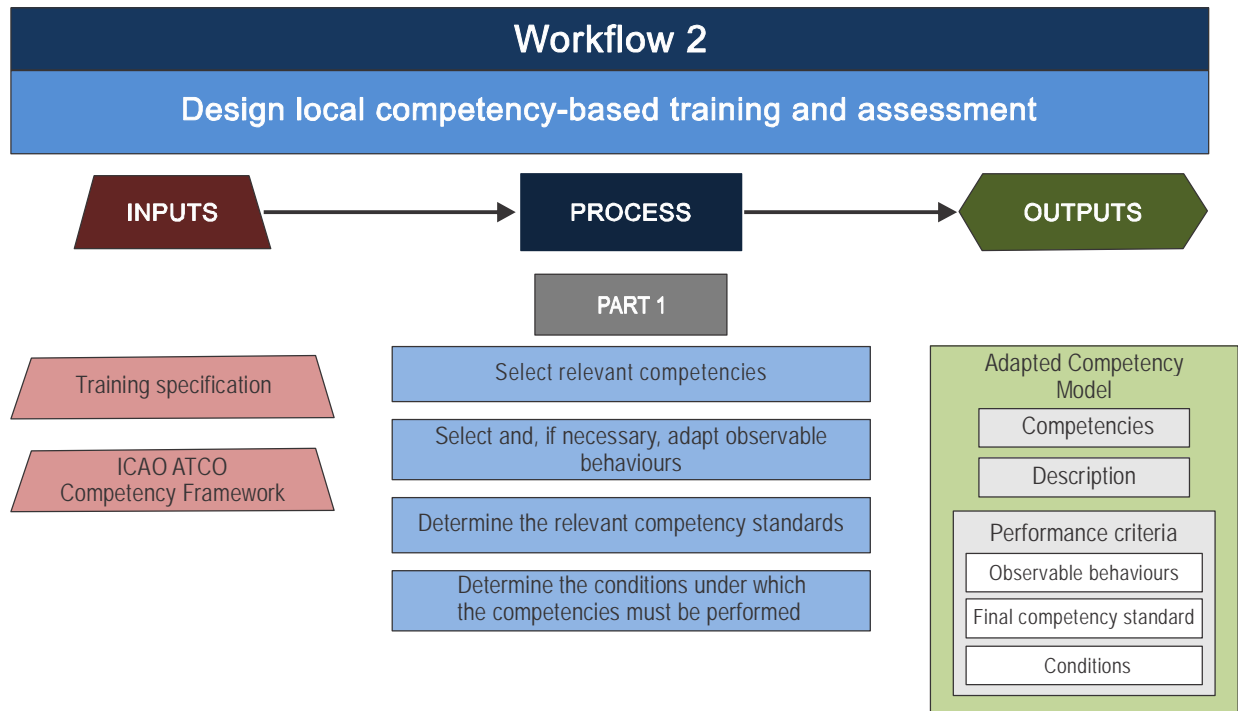 Workflow 2
Design local competency-based training and assessment
INPUTS
PROCESS
OUTPUTS
PART 1
Training specification
ICAO ATCO
Competency Framework
Select relevant competencies
Select and, if necessary, adapt observable
behaviours
Determine the relevant competency standards
Determine the conditions under which
the competencies must be performed
Adapted Competency
Model
Competencies
Description
Performance criteria
Observable behaviours
Final competency standard
Conditions